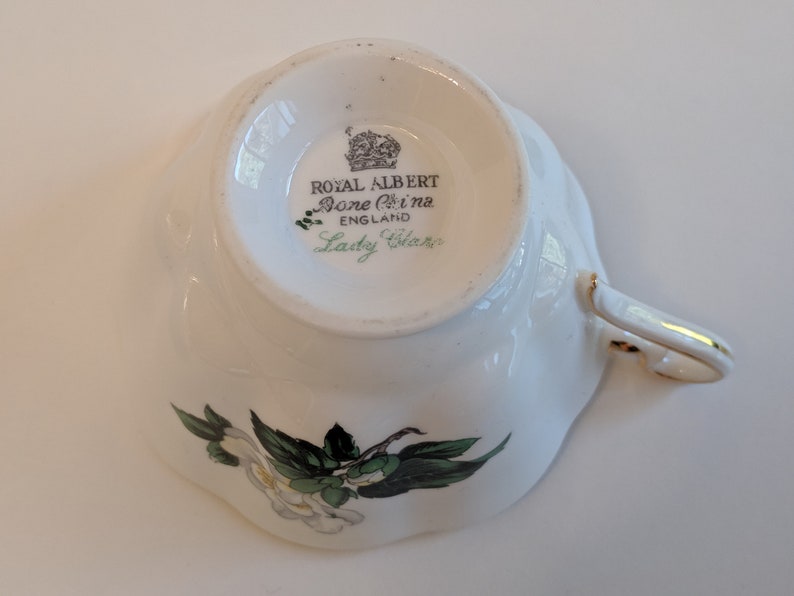 ROYAL ALBERT
Bone China
ENGLAND
Lady Clare